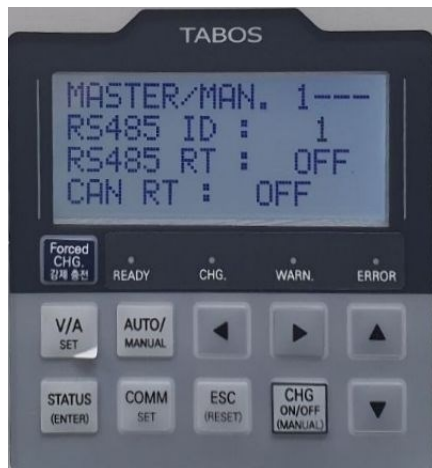 TABOS
MASTER/MAN. 1---
RS485 ID : 1
RS485 RT : OFF
CAN RT : OFF
Forced
CHG.
강제 충전
READY
CHG.
WARN.
ERROR
V/A
SET
AUTO/
MANUAL
STATUS
(ENTER)
COMM
SET
ESC
(RESET)
CHG
ON/OFF
(MANUAL)